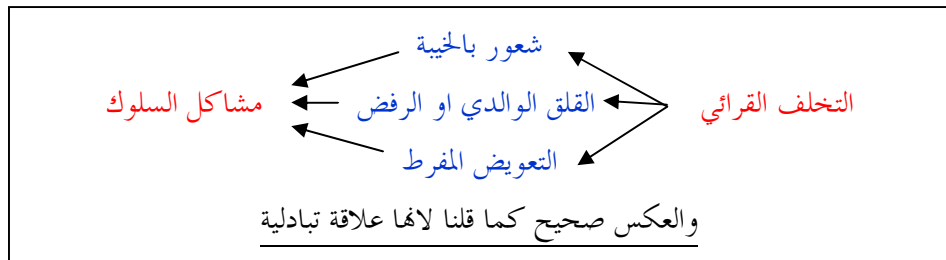 شعور بالخيبة
التخلف القرائي القلق الوالدي او الرفض مشاكل السلوك
التعويض المفرط
والعكس صحيح كما قلنا لانها علاقة تبادلية